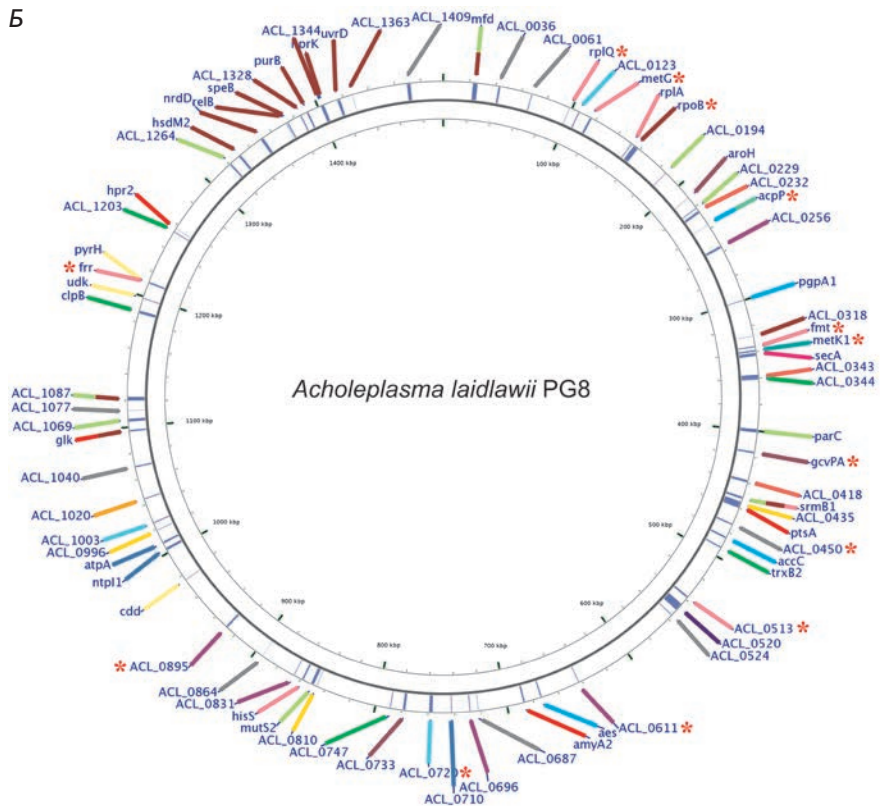 Б
ACL_1409
mfd
ACL_0036
ACL_0061
rplQ *
ACL_0123
metG *
rplA
rpoB *
ACL_0194
aroH
ACL_0229
ACL_0232
acpP *
ACL_0256
pgpA1
ACL_0318
fmt *
metK1 *
secA
ACL_0343
ACL_0344
parC
gcvPA *
ACL_0418
srmB1
ACL_0435
ptsA
ACL_0450 *
accC
trxB2
ACL_0513 *
ACL_0520
ACL_0524
ACL_0611 *
aes
amyA2
ACL_0687
ACL_0696
ACL_0710
ACL_0720 *
ACL_0733
ACL_0747
ACL_0810
mutS2
hisS
ACL_0831
ACL_0864
* ACL_0895
cdd
ntpI1
atpA
ACL_0996
ACL_1003
ACL_1020
ACL_1040
glk
ACL_1069
ACL_1077
ACL_1087
clpB
udk
* frr
pyrH
ACL_1203
hpr2
ACL_1264
hsdM2
nrdD
relB
speB
ACL_1328
purB
ACL_1344
hprK
uvrD
ACL_1363
100 kbp
200 kbp
300 kbp
400 kbp
500 kbp
600 kbp
700 kbp
800 kbp
900 kbp
1000 kbp
1100 kbp
1200 kbp
1300 kbp
1400 kbp
Acholeplasma laidlawii PG8